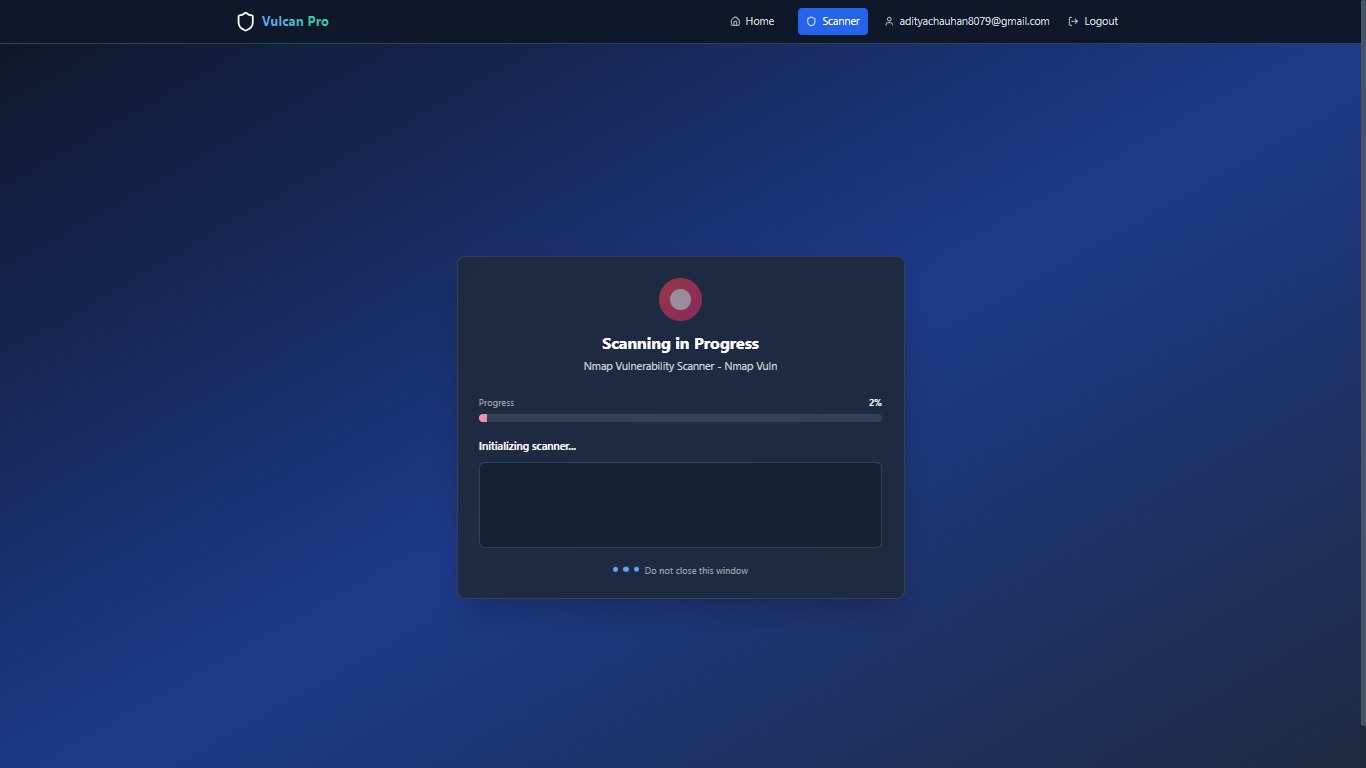 Vulcan Pro
Home
Scanner
adityachauhan8079@gmail.com
Logout
Scanning in Progress
Nmap Vulnerability Scanner - Nmap Vuln
Progress 2%
Initializing scanner...
Do not close this window